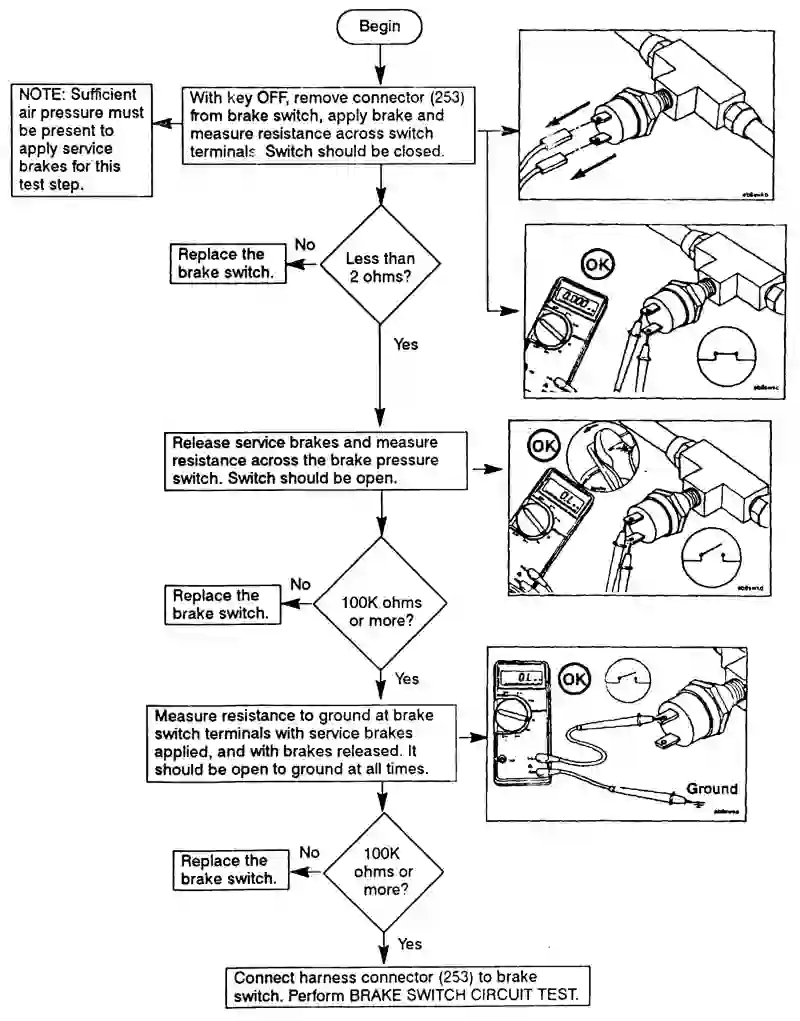 Begin
NOTE: Sufficient
air pressure must
be present to
apply service
brakes for this
test step.
With key OFF, remove connector (253)
from brake switch, apply brake and
measure resistance across switch
terminals. Switch should be closed.
No
Replace the
brake switch.
Less than
2 ohms?
OK
0.000
Yes
Release service brakes and measure
resistance across the brake pressure
switch. Switch should be open.
OK
OL
No
Replace the
brake switch.
100K ohms
or more?
Yes
Measure resistance to ground at brake
switch terminals with service brakes
applied, and with brakes released. It
should be open to ground at all times.
OL
OK
Ground
No
Replace the
brake switch.
100K
ohms or
more?
Yes
Connect harness connector (253) to brake
switch. Perform BRAKE SWITCH CIRCUIT TEST.